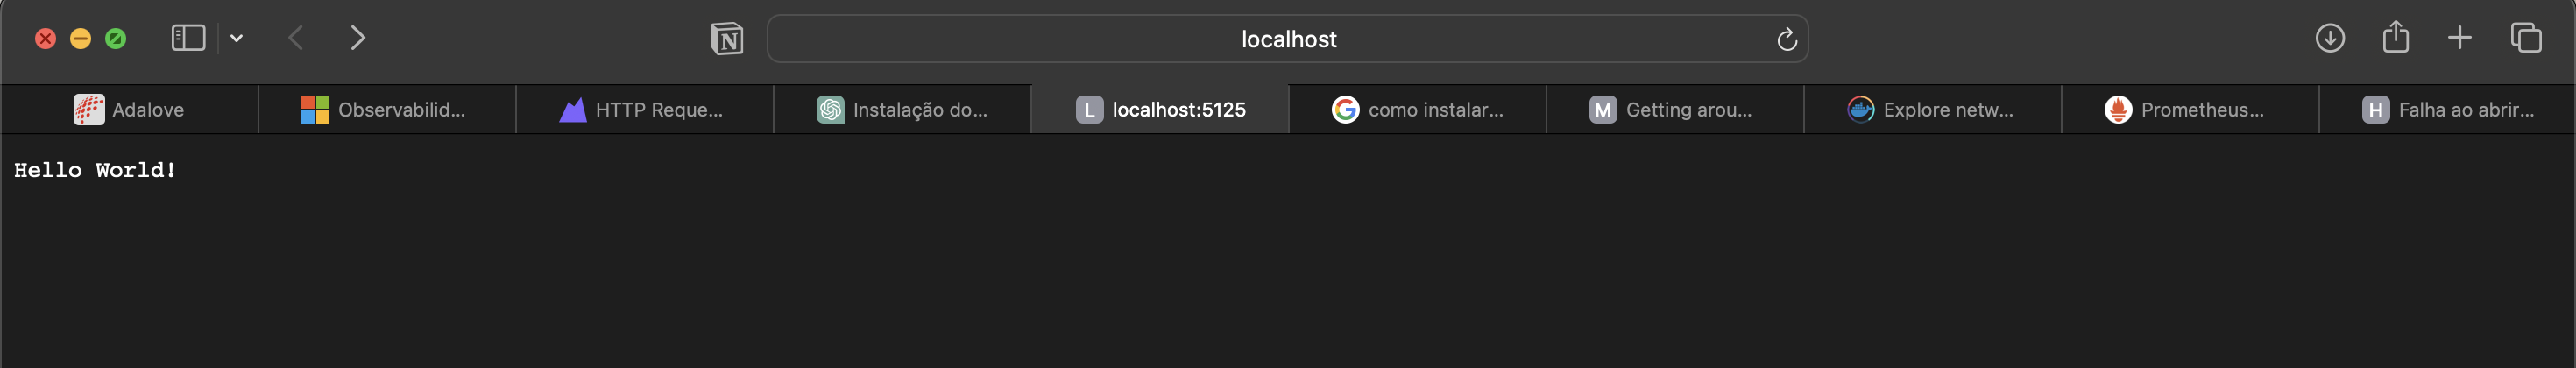 localhost
Adalove
Observabilid...
HTTP Reque...
Instalação do...
L localhost:5125
como instalar...
M Getting arou...
Explore netw...
Prometheus...
H Falha ao abrir...
Hello World!